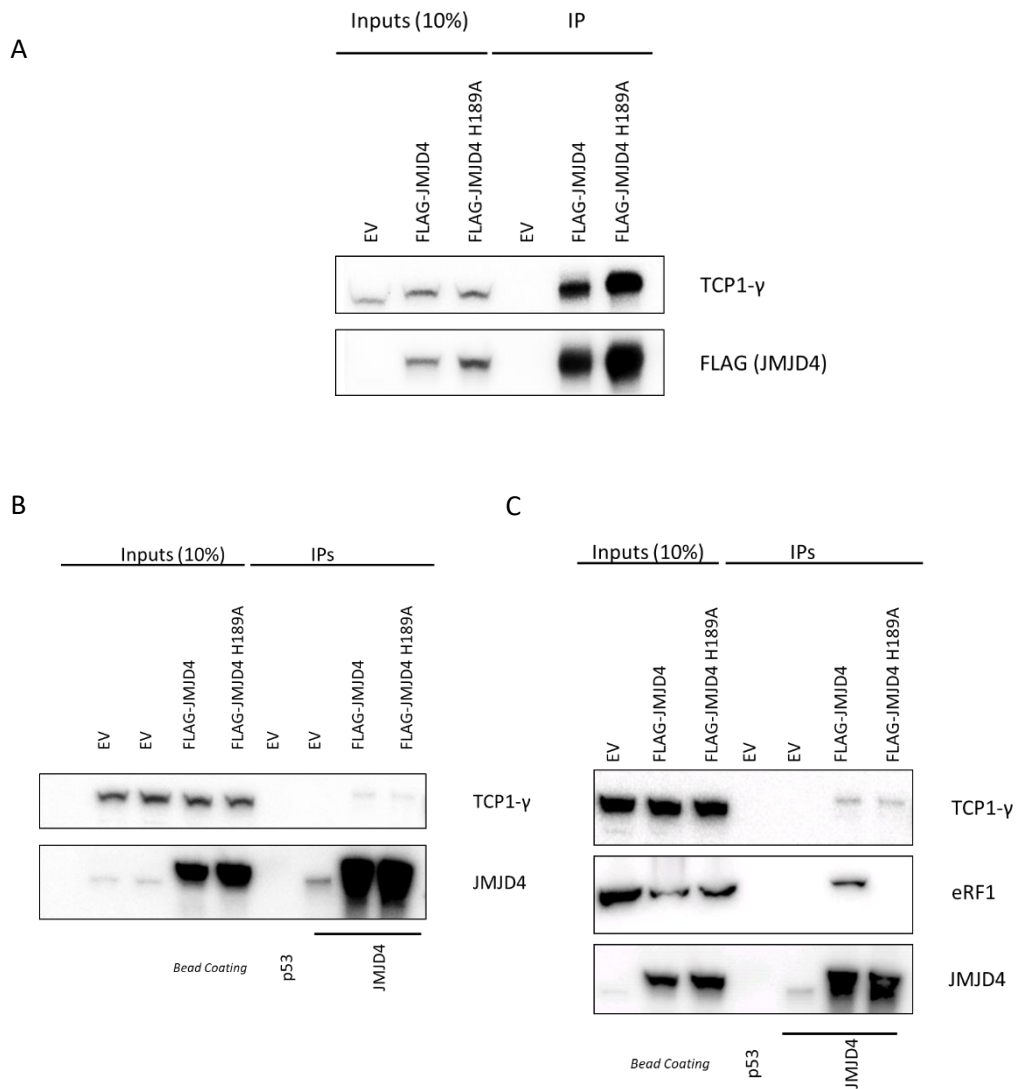 A
Inputs (10%) IP
EV FLAG-JMJD4 FLAG-JMJD4 H189A EV FLAG-JMJD4 FLAG-JMJD4 H189A
TCP1-γ
FLAG (JMJD4)
B
Inputs (10%) IPs
EV EV FLAG-JMJD4 FLAG-JMJD4 H189A EV EV FLAG-JMJD4 FLAG-JMJD4 H189A
TCP1-γ
JMJD4
Bead Coating p53 JMJD4
C
Inputs (10%) IPs
EV FLAG-JMJD4 FLAG-JMJD4 H189A EV EV FLAG-JMJD4 FLAG-JMJD4 H189A
TCP1-γ
eRF1
JMJD4
Bead Coating p53 JMJD4